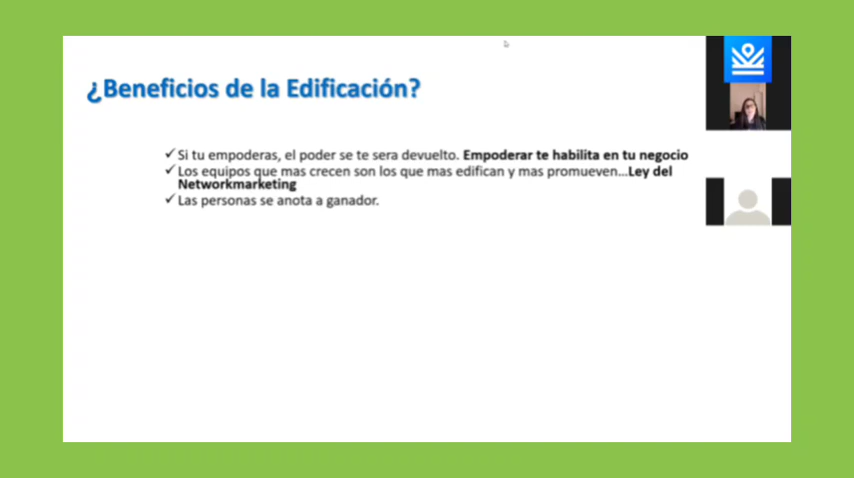 ¿Beneficios de la Edificación?
✓Si tu empoderas, el poder se te sera devuelto. Empoderar te habilita en tu negocio
✓Los equipos que mas crecen son los que mas edifican y mas promueven...Ley del
Networkmarketing
✓Las personas se anota a ganador.